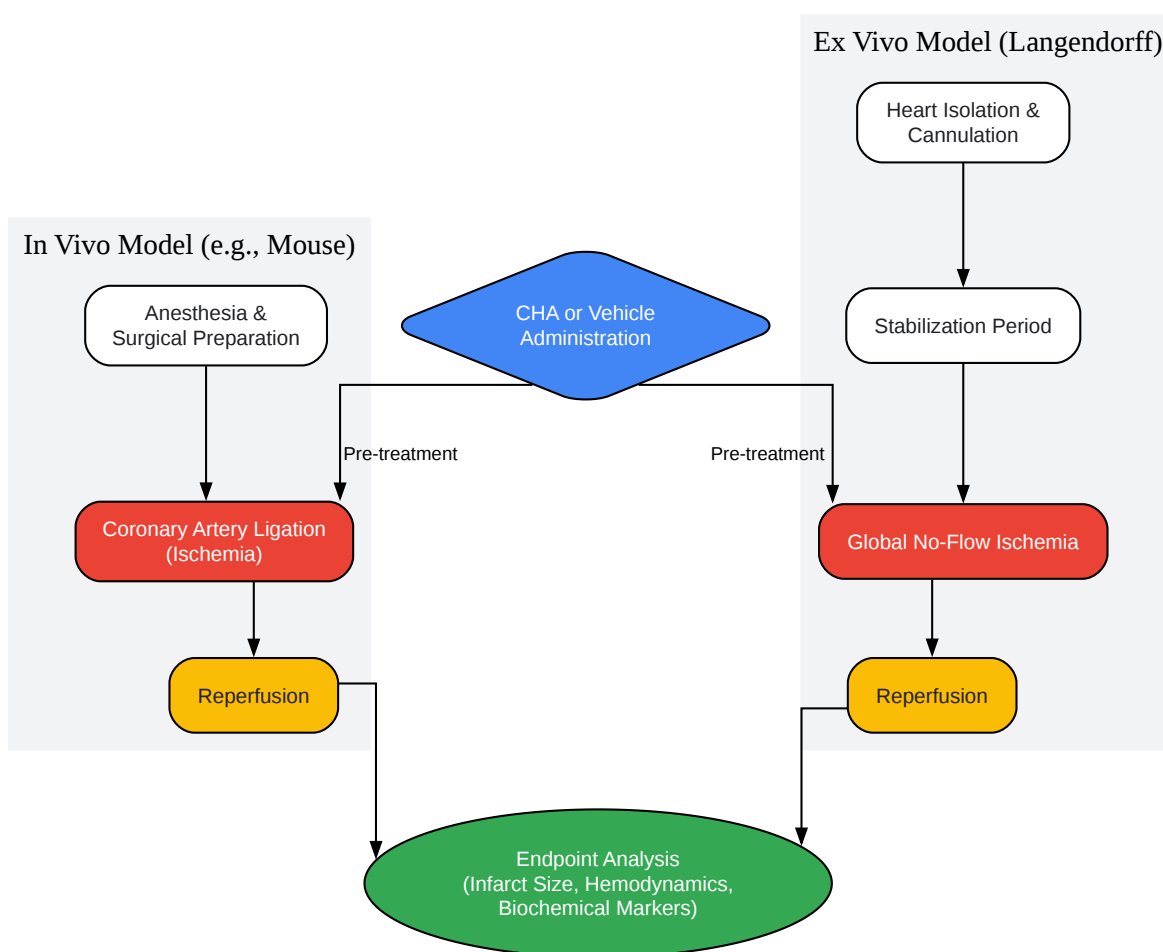 Ex Vivo Model (Langendorff)
Heart Isolation &
Cannulation
In Vivo Model (e.g., Mouse)
Anesthesia &
Surgical Preparation
CHA or Vehicle
Administration
Stabilization Period
Pre-treatment
Pre-treatment
Coronary Artery Ligation
(Ischemia)
Global No-Flow Ischemia
Reperfusion
Reperfusion
Endpoint Analysis
(Infarct Size, Hemodynamics,
Biochemical Markers)